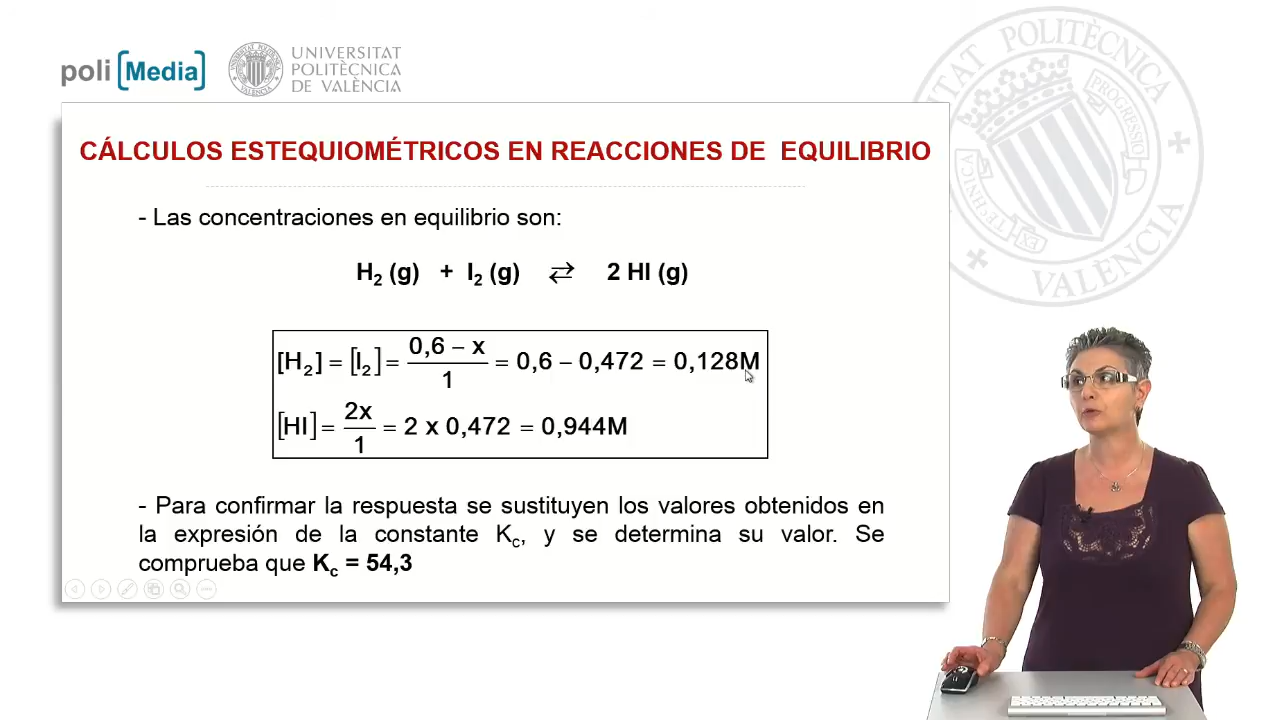 poli [Media]
UNIVERSITAT
POLITÈCNICA
DE VALÈNCIA
CÁLCULOS ESTEQUIOMÉTRICOS EN REACCIONES DE EQUILIBRIO
- Las concentraciones en equilibrio son:
H₂ (g) + I₂ (g) ⇄ 2 HI (g)
[H₂] = [I₂] = (0,6 − x)/1 = 0,6 − 0,472 = 0,128M
[HI] = 2x/1 = 2 x 0,472 = 0,944M
- Para confirmar la respuesta se sustituyen los valores obtenidos en
la expresión de la constante K꜀, y se determina su valor. Se
comprueba que K꜀ = 54,3
POLITÈCNICA
VALÈNCIA
PROGRESSIO